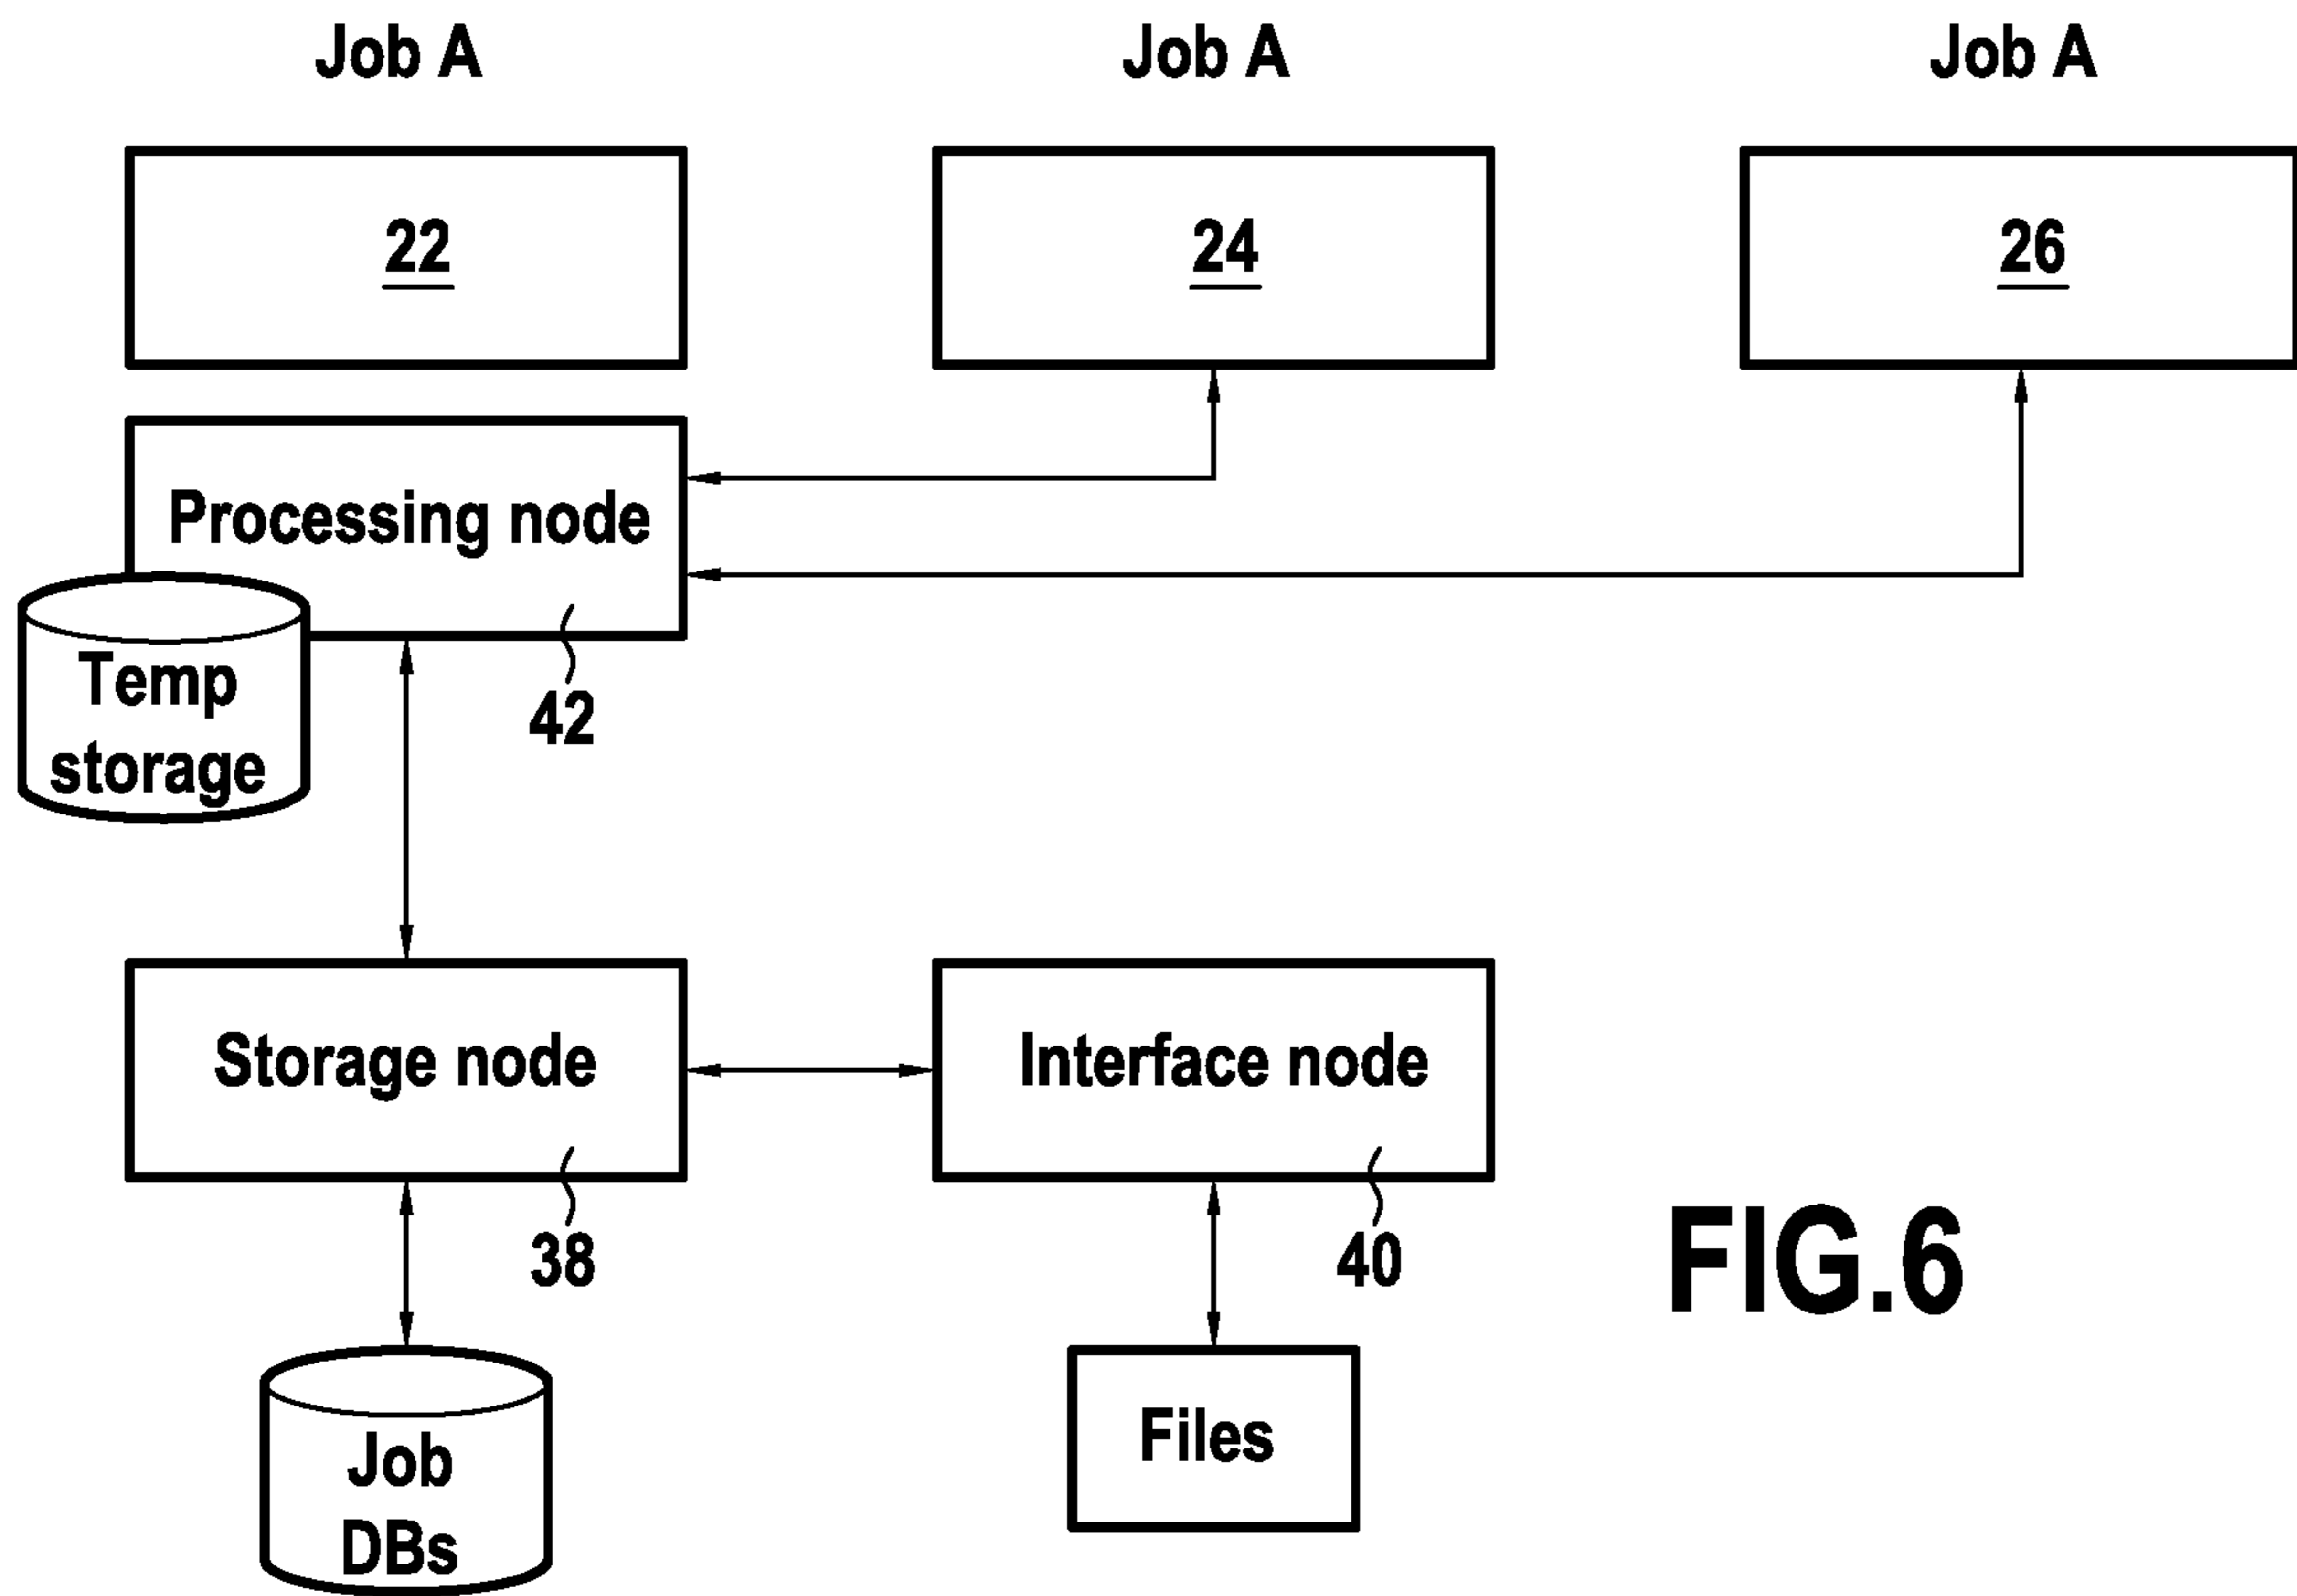 Job A
Job A
Job A
22
24
26
Processing node
Temp
storage
42
Storage node
Interface node
38
40
FIG.6
Job
DBs
Files